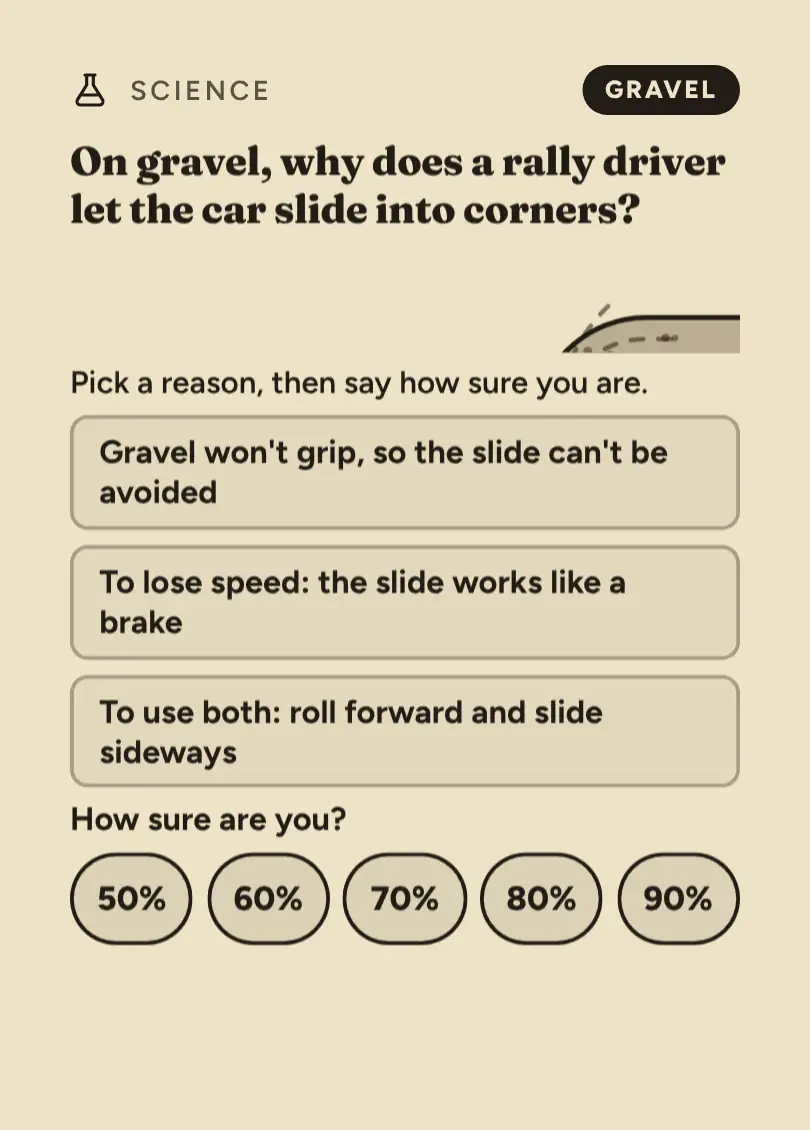 SCIENCE
GRAVEL
On gravel, why does a rally driver
let the car slide into corners?
Pick a reason, then say how sure you are.
Gravel won't grip, so the slide can't be
avoided
To lose speed: the slide works like a
brake
To use both: roll forward and slide
sideways
How sure are you?
50%
60%
70%
80%
90%